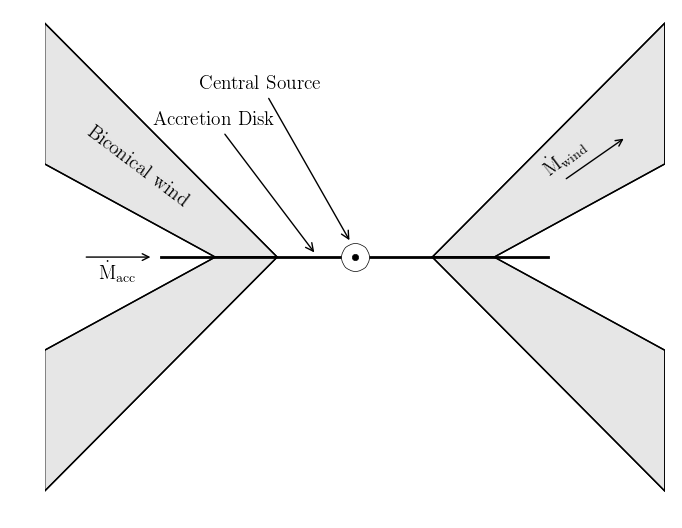 Central Source
Accretion Disk
Biconical wind
Ṁwind
Ṁacc